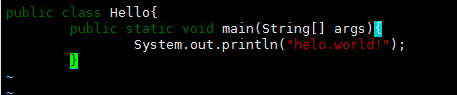 public class Hello{
        public static void main(String[] args){
                System.out.println("helo.world!");
        }
~
~